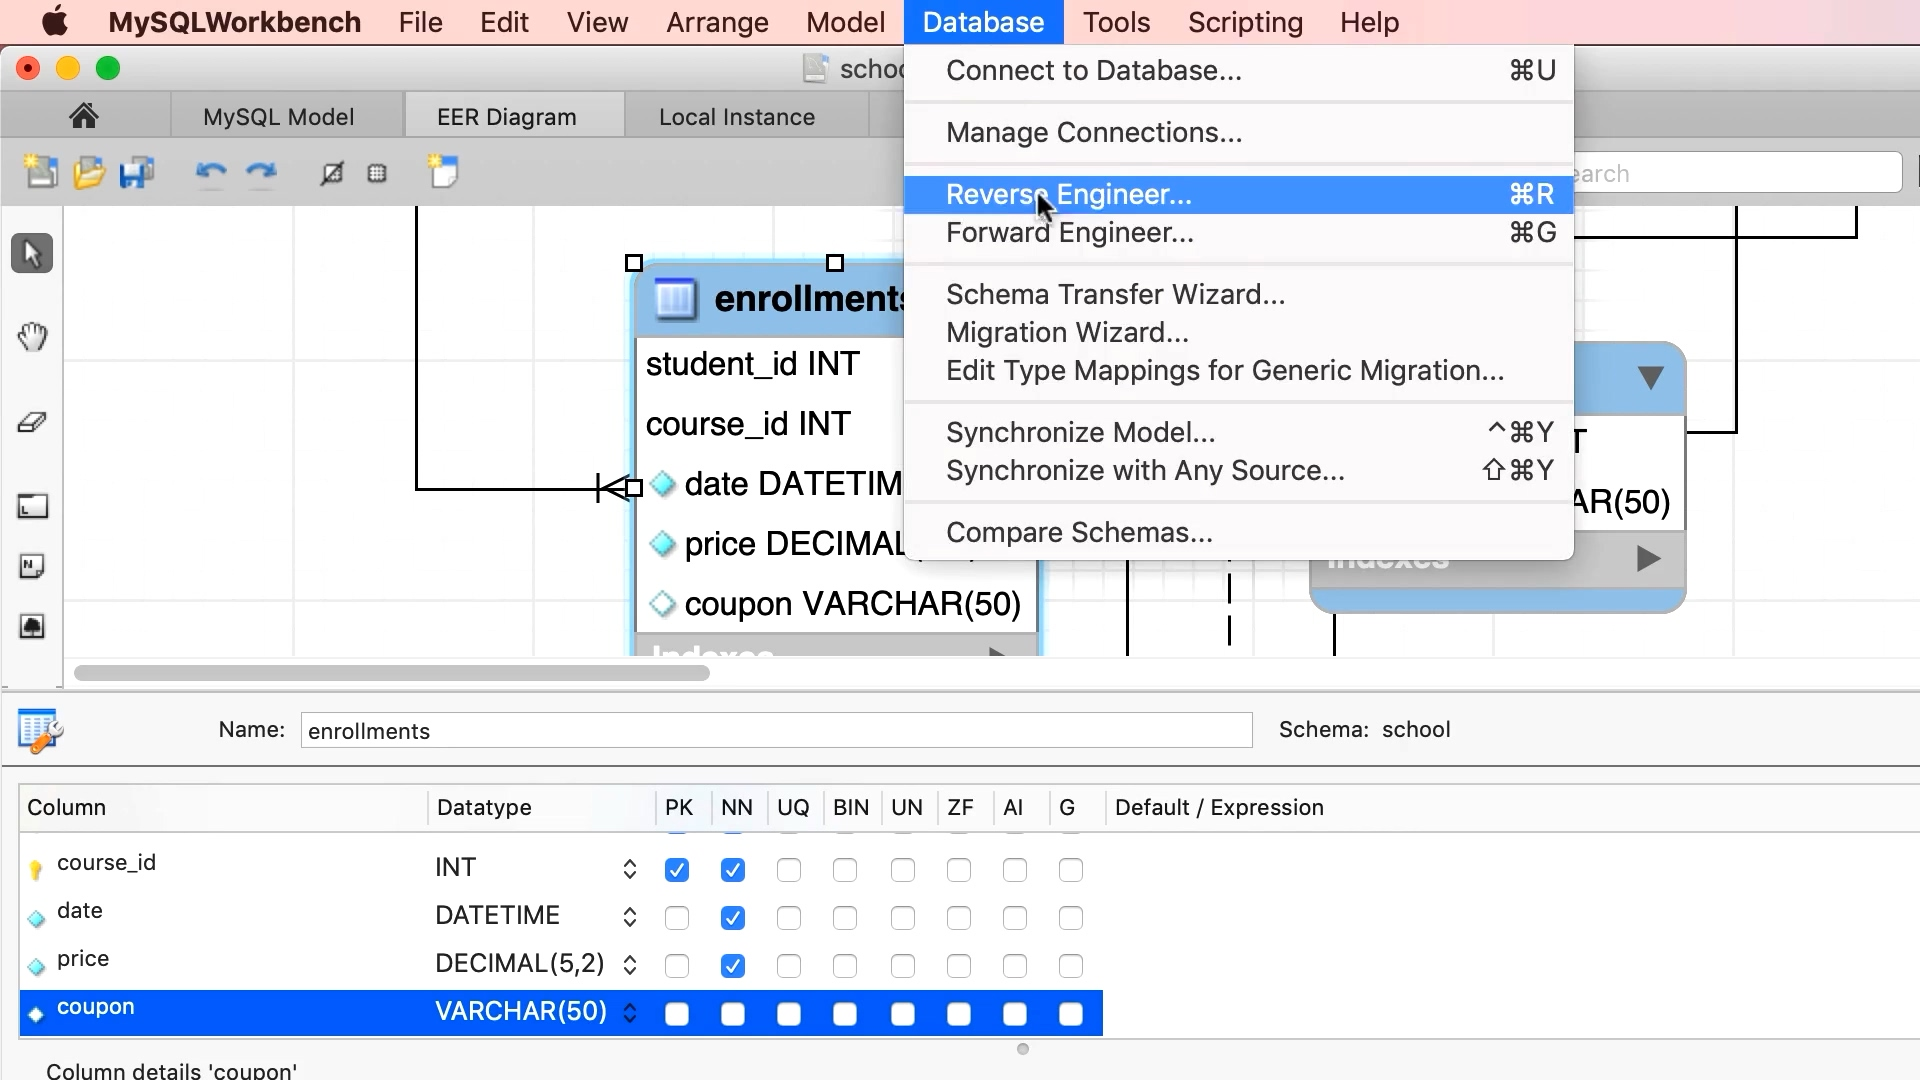 MySQLWorkbench File Edit View Arrange Model Database Tools Scripting Help
schoo
MySQL Model EER Diagram Local Instance
earch
Connect to Database... ⌘U
Manage Connections...
Reverse Engineer... ⌘R
Forward Engineer... ⌘G
Schema Transfer Wizard...
Migration Wizard...
Edit Type Mappings for Generic Migration...
Synchronize Model... ^⌘Y
Synchronize with Any Source... ⇧⌘Y
Compare Schemas...
enrollments
student_id INT
course_id INT
date DATETIM
price DECIMAL(
coupon VARCHAR(50)
Indexes
T
AR(50)
Indexes
Name: enrollments Schema: school
Column Datatype PK NN UQ BIN UN ZF AI G Default / Expression
course_id INT
date DATETIME
price DECIMAL(5,2)
coupon VARCHAR(50)
Column details 'coupon'